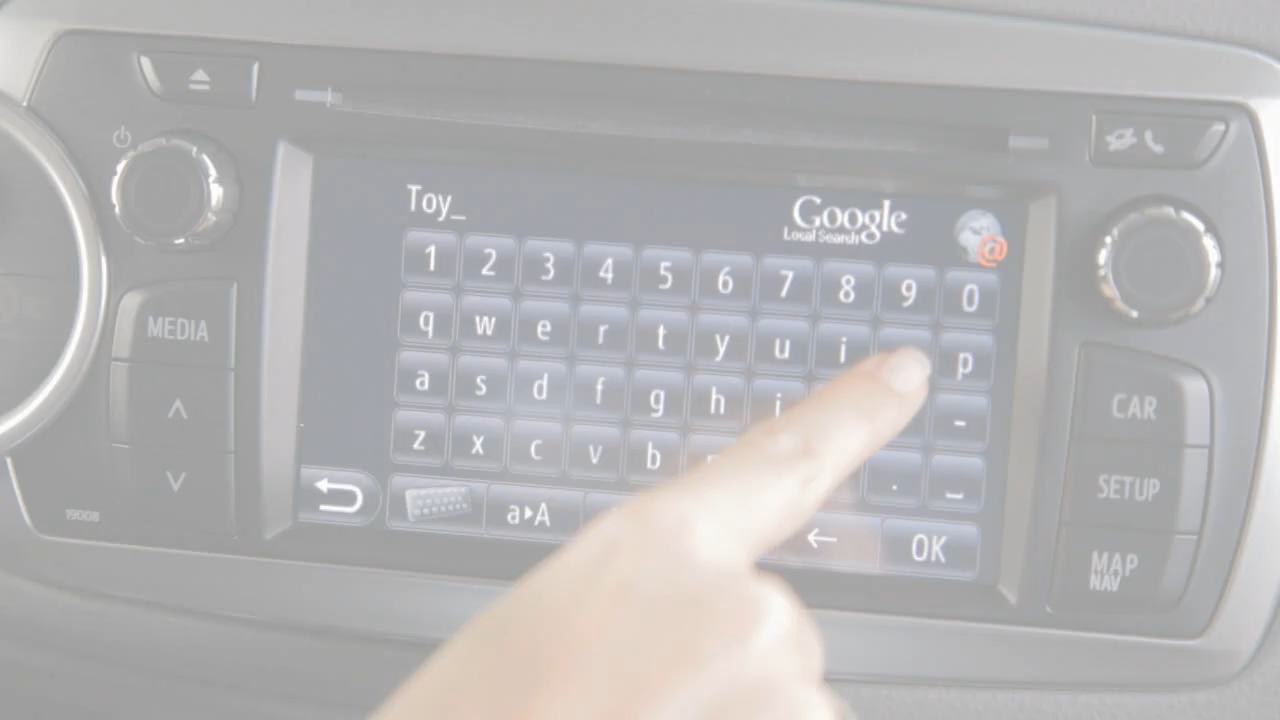 Toy_
Google
Local Search
@
1 2 3 4 5 6 7 8 9 0
q w e r t y u i p
MEDIA
a s d f g h j -
CAR
z x c v b .
SETUP
a▸A
← OK
19008
MAP
NAV